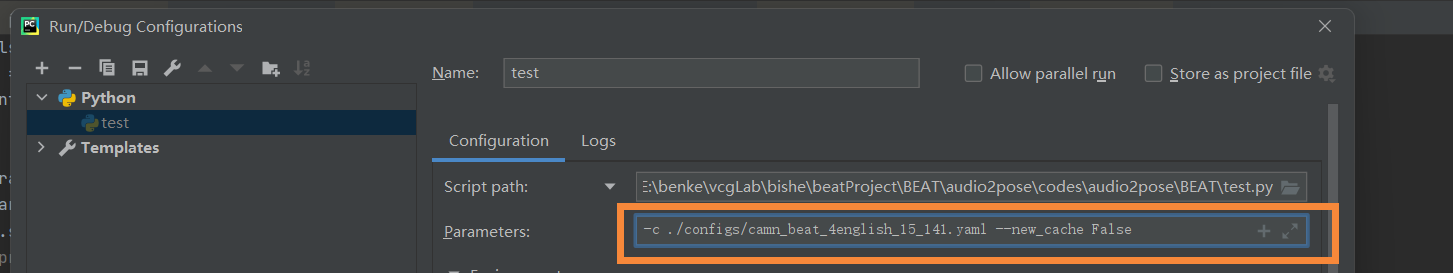 Run/Debug Configurations
Name:
test
Allow parallel run
Store as project file
Python
test
Templates
Configuration
Logs
Script path:
E:\benke\vcgLab\bishe\beatProject\BEAT\audio2pose\codes\audio2pose\BEAT\test.py
Parameters:
-c ./configs/camn_beat_4english_15_141.yaml --new_cache False